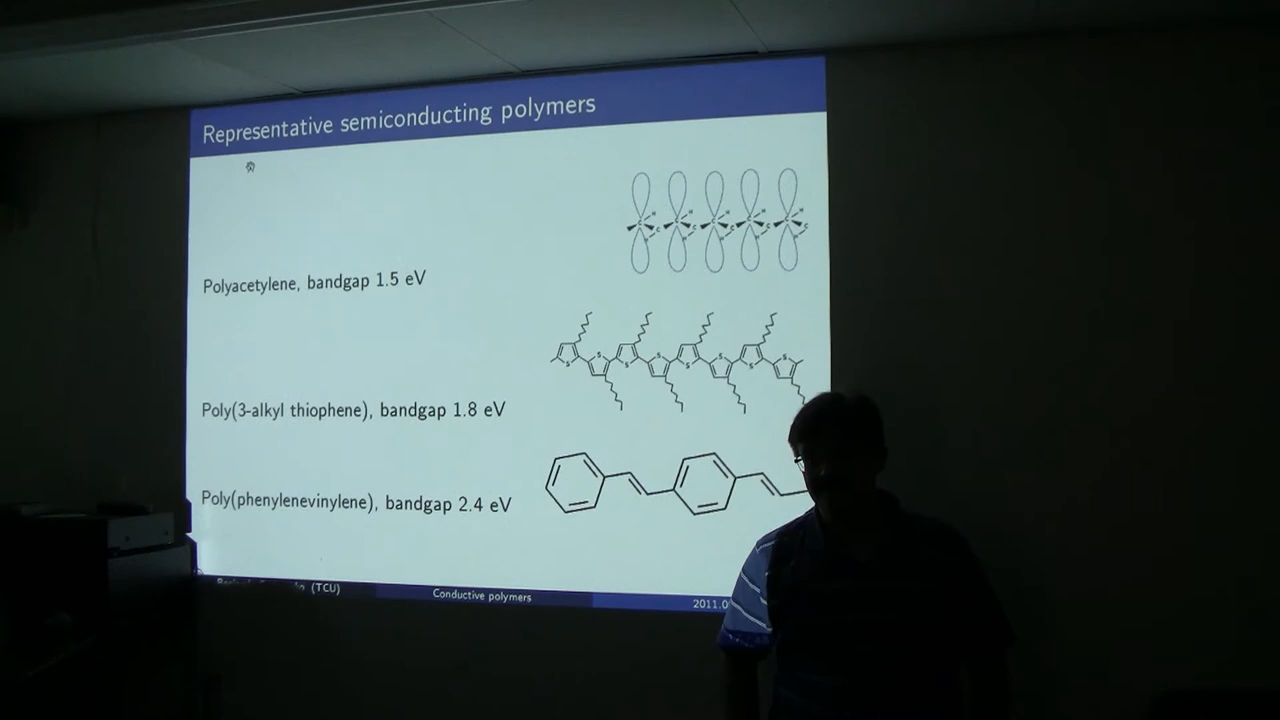 Representative semiconducting polymers
Polyacetylene, bandgap 1.5 eV
Poly(3-alkyl thiophene), bandgap 1.8 eV
Poly(phenylenevinylene), bandgap 2.4 eV
(TCU)
Conductive polymers
2011.0